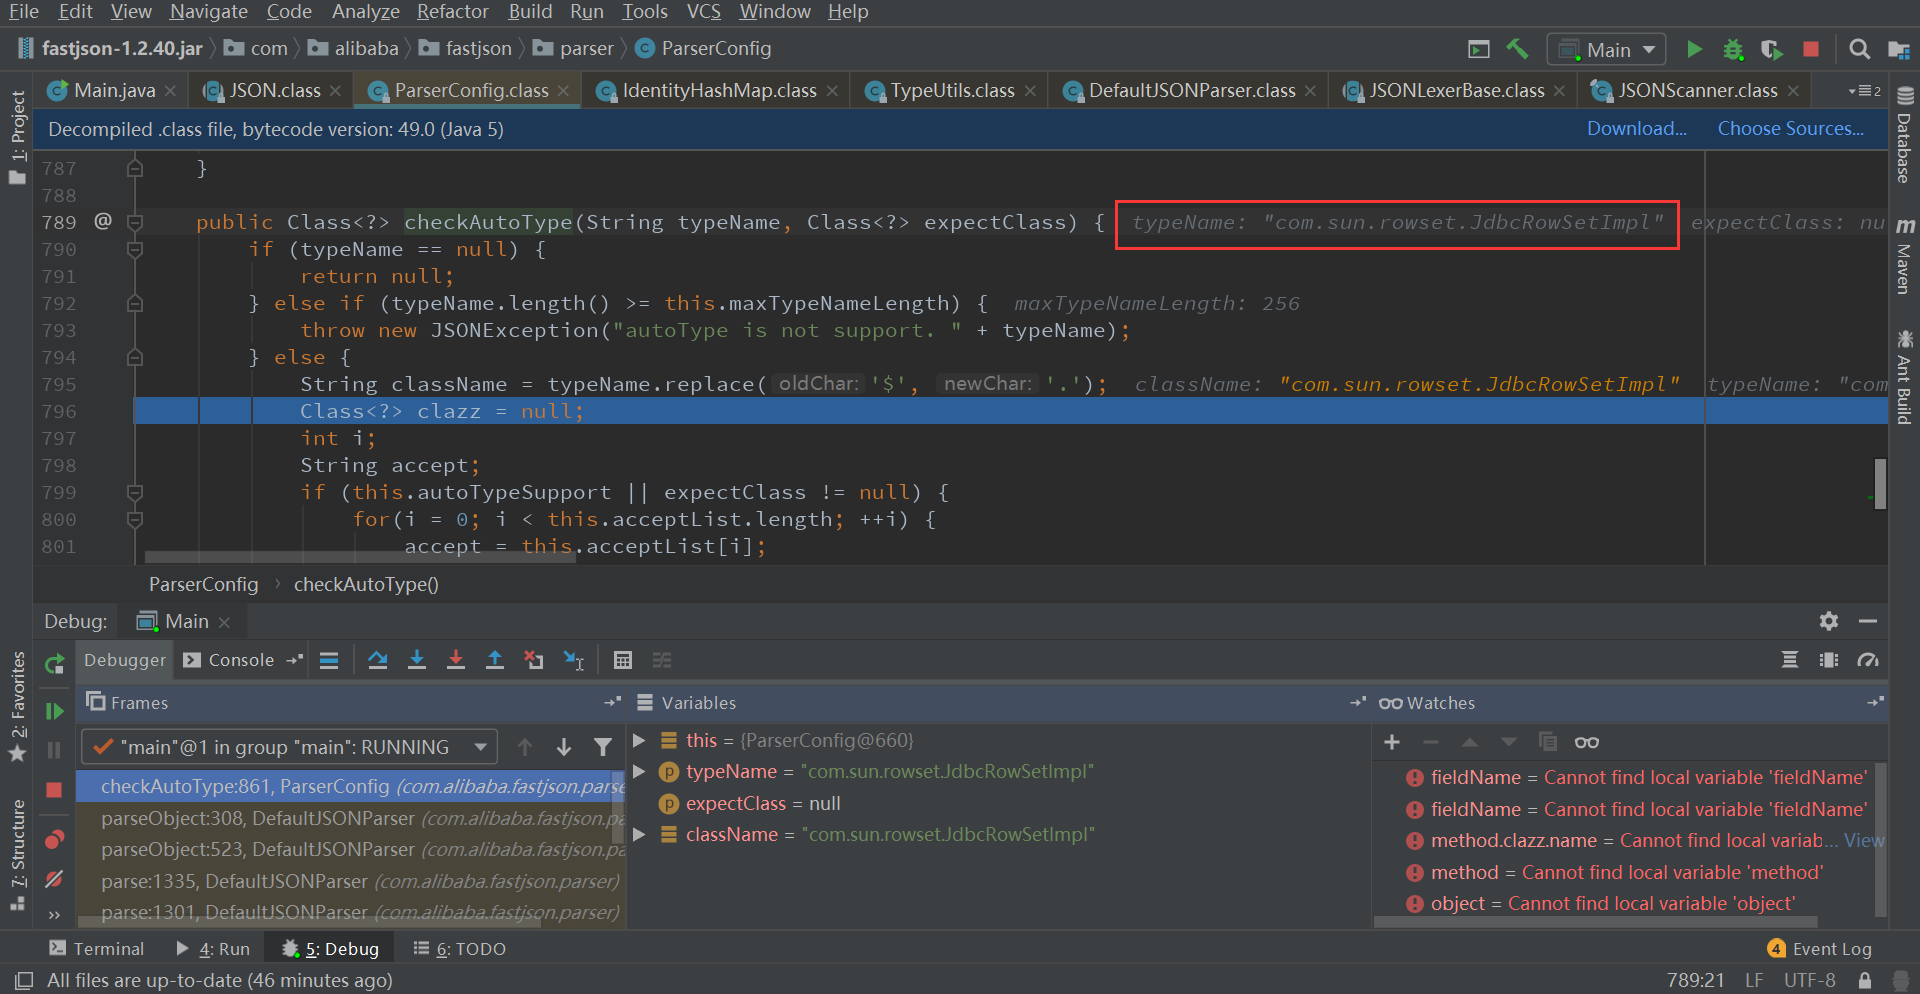 File Edit View Navigate Code Analyze Refactor Build Run Tools VCS Window Help
fastjson-1.2.40.jar com alibaba fastjson parser ParserConfig Main
Main.java JSON.class ParserConfig.class IdentityHashMap.class TypeUtils.class DefaultJSONParser.class JSONLexerBase.class JSONScanner.class 2
Decompiled .class file, bytecode version: 49.0 (Java 5) Download... Choose Sources...
1: Project
2: Favorites
7: Structure
Database
Maven
Ant Build
787 }
788
789 @ public Class<?> checkAutoType(String typeName, Class<?> expectClass) { typeName: "com.sun.rowset.JdbcRowSetImpl" expectClass: nu
790 if (typeName == null) {
791 return null;
792 } else if (typeName.length() >= this.maxTypeNameLength) { maxTypeNameLength: 256
793 throw new JSONException("autoType is not support. " + typeName);
794 } else {
795 String className = typeName.replace( oldChar: '$', newChar: '.'); className: "com.sun.rowset.JdbcRowSetImpl" typeName: "com
796 Class<?> clazz = null;
797 int i;
798 String accept;
799 if (this.autoTypeSupport || expectClass != null) {
800 for(i = 0; i < this.acceptList.length; ++i) {
801 accept = this.acceptList[i];
ParserConfig checkAutoType()
Debug: Main
Debugger Console
Frames
"main"@1 in group "main": RUNNING
checkAutoType:861, ParserConfig (com.alibaba.fastjson.parse
parseObject:308, DefaultJSONParser (com.alibaba.fastjson.pa
parseObject:523, DefaultJSONParser (com.alibaba.fastjson.pa
parse:1335, DefaultJSONParser (com.alibaba.fastjson.parser)
parse:1301, DefaultJSONParser (com.alibaba.fastjson.parser)
Variables
this = {ParserConfig@660}
typeName = "com.sun.rowset.JdbcRowSetImpl"
expectClass = null
className = "com.sun.rowset.JdbcRowSetImpl"
Watches
fieldName = Cannot find local variable 'fieldName'
fieldName = Cannot find local variable 'fieldName'
method.clazz.name = Cannot find local variab... View
method = Cannot find local variable 'method'
object = Cannot find local variable 'object'
Terminal 4: Run 5: Debug 6: TODO 4 Event Log
All files are up-to-date (46 minutes ago) 789:21 LF UTF-8